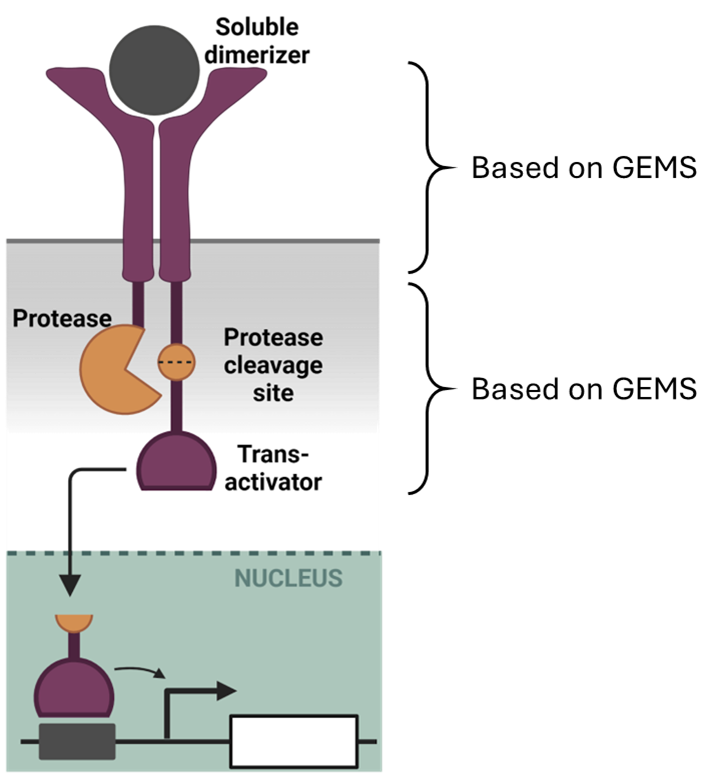 Soluble
dimerizer
Based on GEMS
Protease
Protease
cleavage
site
Based on GEMS
Trans-
activator
NUCLEUS